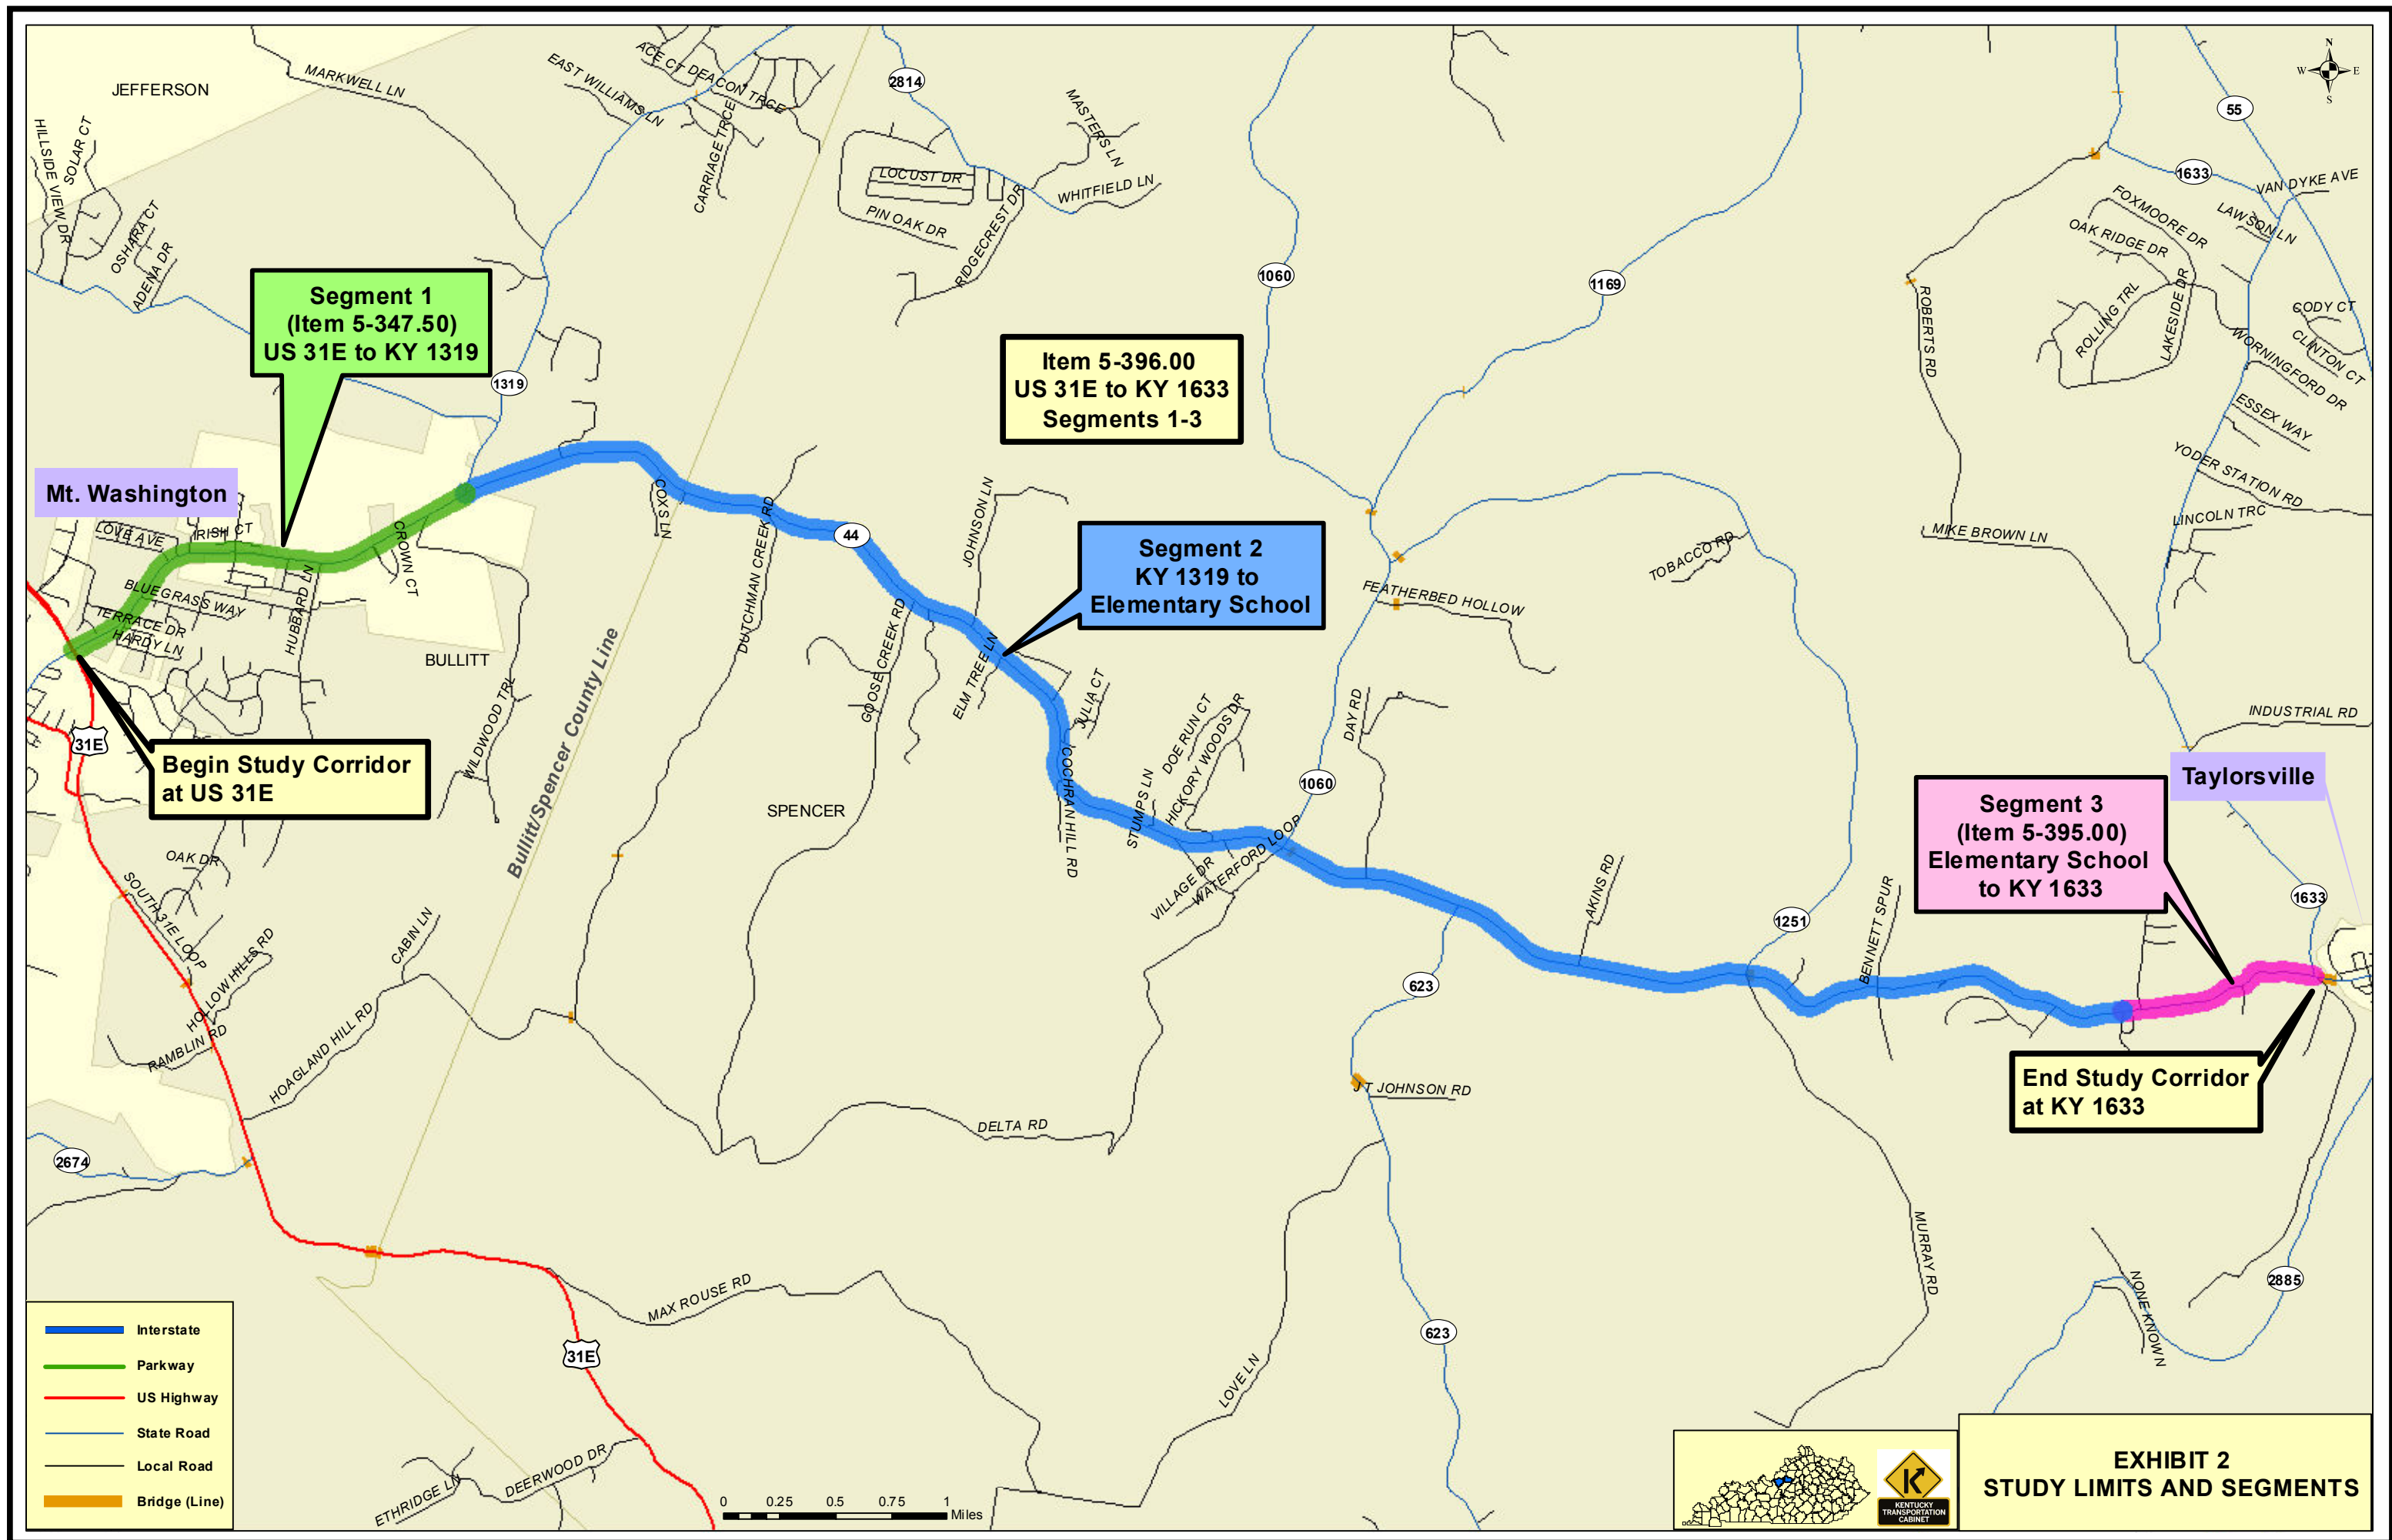 JEFFERSON
MARKWELL LN
EAST WILLIAMS LN
ACE CT
DEACON TRCE
CARRIAGE TRCE
2814
MASTERS LN
LOCUST DR
WHITFIELD LN
PIN OAK DR
RIDGECREST DR
N
W
E
S
55
1633
VAN DYKE AVE
FOXMOORE DR
LAWSON LN
OAK RIDGE DR
HILLSIDE VIEW DR
SOLAR CT
OSHARA CT
ADENA DR
1060
1169
ROBERTS RD
ROLLING TRL
LAKESIDE DR
CODY CT
CLINTON CT
WORNINGFORD DR
ESSEX WAY
YODER STATION RD
LINCOLN TRC
MIKE BROWN LN
Segment 1
(Item 5-347.50)
US 31E to KY 1319
1319
Item 5-396.00
US 31E to KY 1633
Segments 1-3
Mt. Washington
LOVE AVE
IRISH CT
CROWN CT
BLUEGRASS WAY
TERRACE DR
HARDY LN
HUBBARD LN
BULLITT
WILDWOOD TRL
Bullitt/Spencer County Line
COXS LN
DUTCHMAN CREEK RD
44
JOHNSON LN
GOOSE CREEK RD
ELM TREE LN
Segment 2
KY 1319 to
Elementary School
FEATHERBED HOLLOW
TOBACCO RD
JULIA CT
COCHRAN HILL RD
DOE RUN CT
HICKORY WOODS DR
STUMPS LN
VILLAGE DR
WATERFORD LOOP
1060
DAY RD
INDUSTRIAL RD
31E
Begin Study Corridor
at US 31E
SPENCER
Taylorsville
Segment 3
(Item 5-395.00)
Elementary School
to KY 1633
1633
OAK DR
SOUTH 31E LOOP
HOLLOW HILLS RD
CABIN LN
RAMBLIN RD
HOAGLAND HILL RD
AKINS RD
1251
BENNETT SPUR
623
J T JOHNSON RD
DELTA RD
End Study Corridor
at KY 1633
2674
MURRAY RD
NONE KNOWN
2885
MAX ROUSE RD
31E
623
LOVE LN
ETHRIDGE LN
DEERWOOD DR
Interstate
Parkway
US Highway
State Road
Local Road
Bridge (Line)
0 0.25 0.5 0.75 1
Miles
KENTUCKY
TRANSPORTATION
CABINET
EXHIBIT 2
STUDY LIMITS AND SEGMENTS